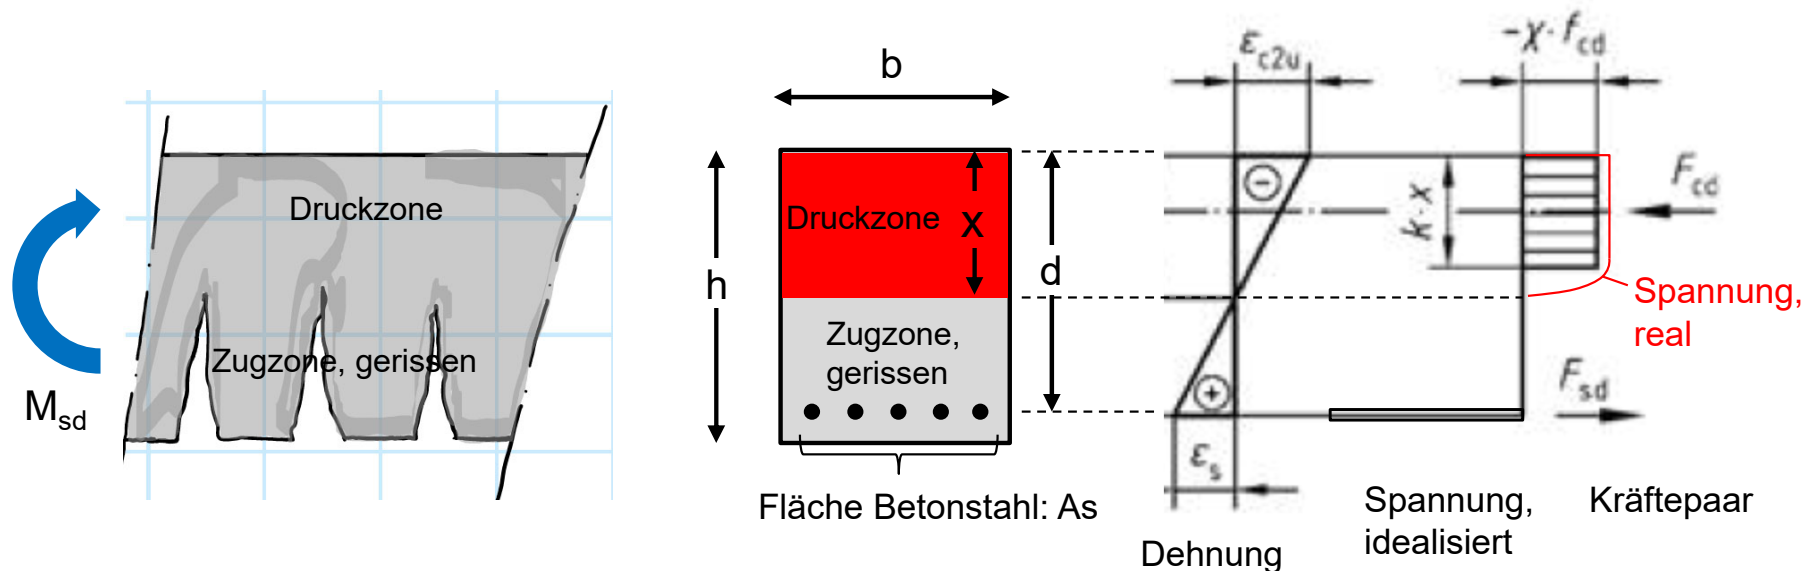 Druckzone
Zugzone, gerissen
Msd
b
Druckzone
x
h
d
Zugzone,
gerissen
Fläche Betonstahl: As
εc2u
-χ·fcd
k·x
Fcd
Spannung,
real
Fsd
εs
Dehnung
Spannung,
idealisiert
Kräftepaar